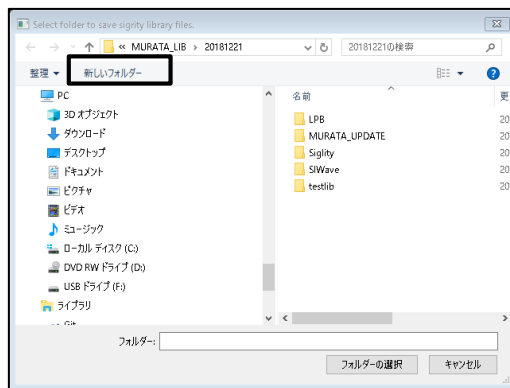 Select folder to save sigrity library files.
« MURATA_LIB > 20181221
20181221の検索
整理
新しいフォルダー
PC
3D オブジェクト
ダウンロード
デスクトップ
ドキュメント
ピクチャ
ビデオ
ミュージック
ローカル ディスク (C:)
DVD RW ドライブ (D:)
USB ドライブ (F:)
ライブラリ
Git
名前
更
LPB
20
MURATA_UPDATE
20
Siglity
20
SIWave
20
testlib
20
フォルダー:
フォルダーの選択
キャンセル